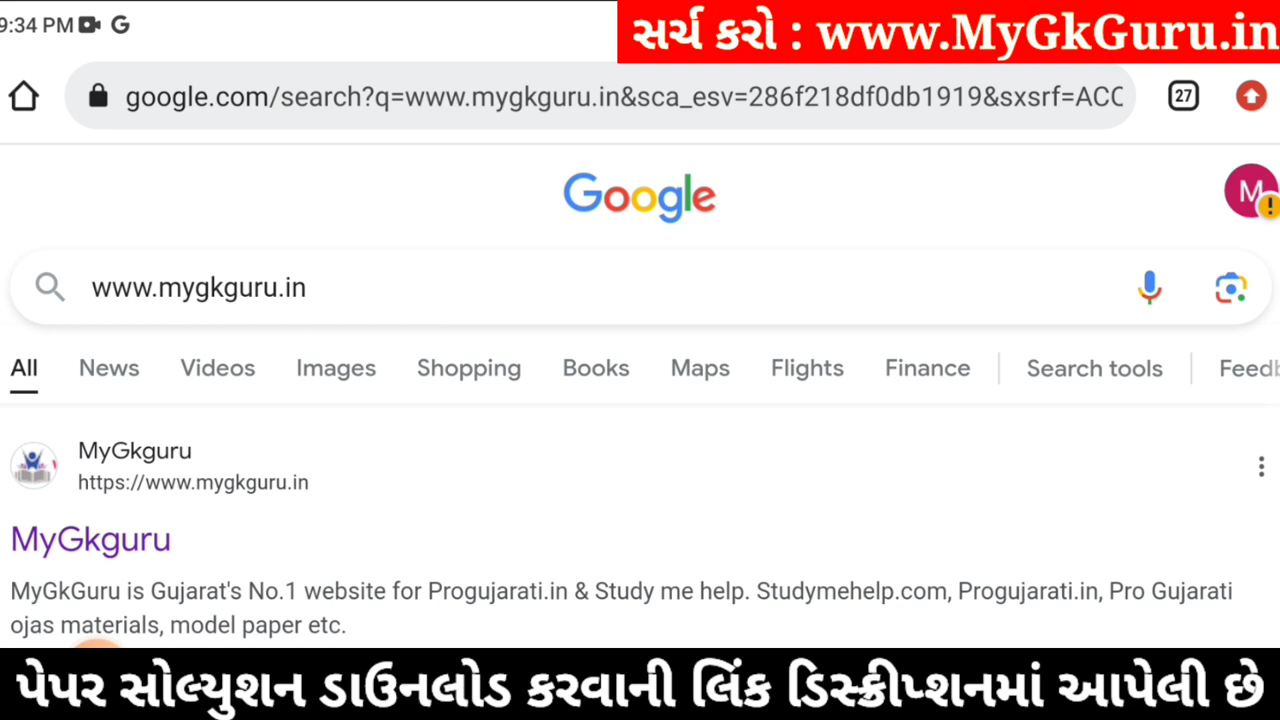 9:34 PM
સર્ચ કરો : www.MyGkGuru.in
google.com/search?q=www.mygkguru.in&sca_esv=286f218df0db1919&sxsrf=ACC
27
Google
M
www.mygkguru.in
All News Videos Images Shopping Books Maps Flights Finance Search tools Feedb
MyGkguru
https://www.mygkguru.in
MyGkguru
MyGkGuru is Gujarat's No.1 website for Progujarati.in & Study me help. Studymehelp.com, Progujarati.in, Pro Gujarati
ojas materials, model paper etc.
પેપર સોલ્યુશન ડાઉનલોડ કરવાની લિંક ડિસ્ક્રીપ્શનમાં આપેલી છે